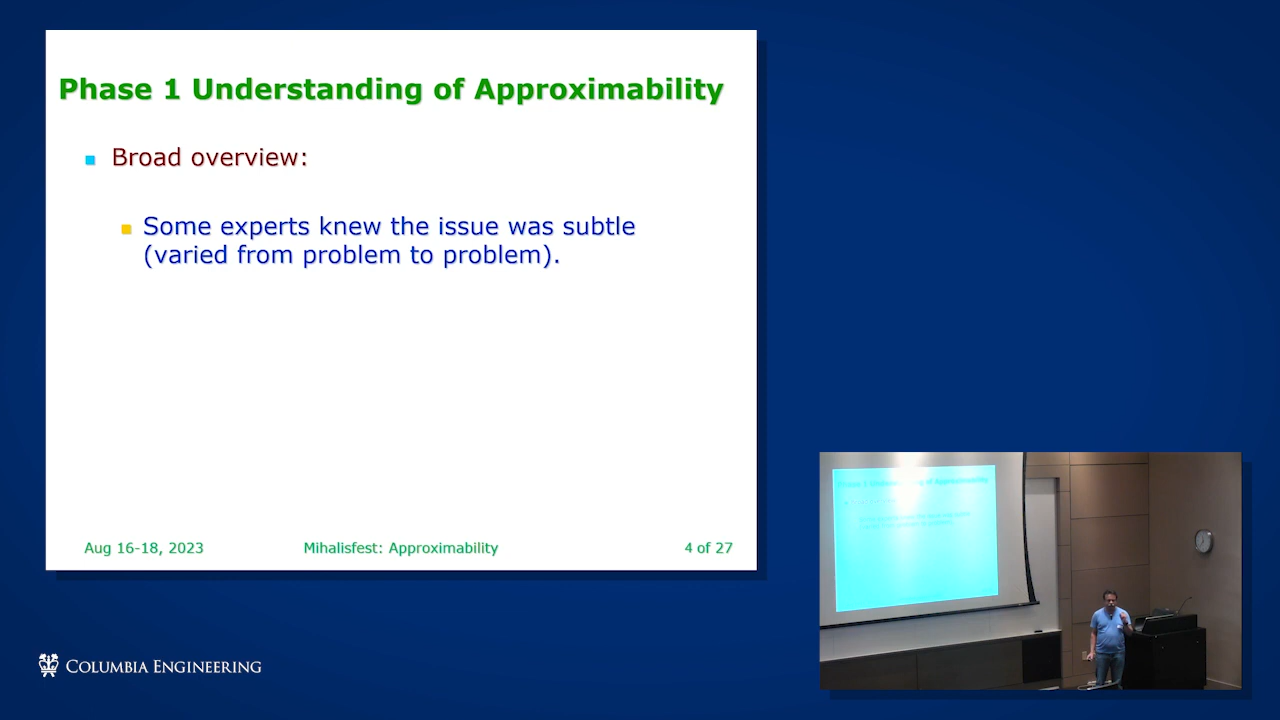 Phase 1 Understanding of Approximability
Broad overview:
Some experts knew the issue was subtle
(varied from problem to problem).
Aug 16-18, 2023
Mihalisfest: Approximability
4 of 27
COLUMBIA ENGINEERING